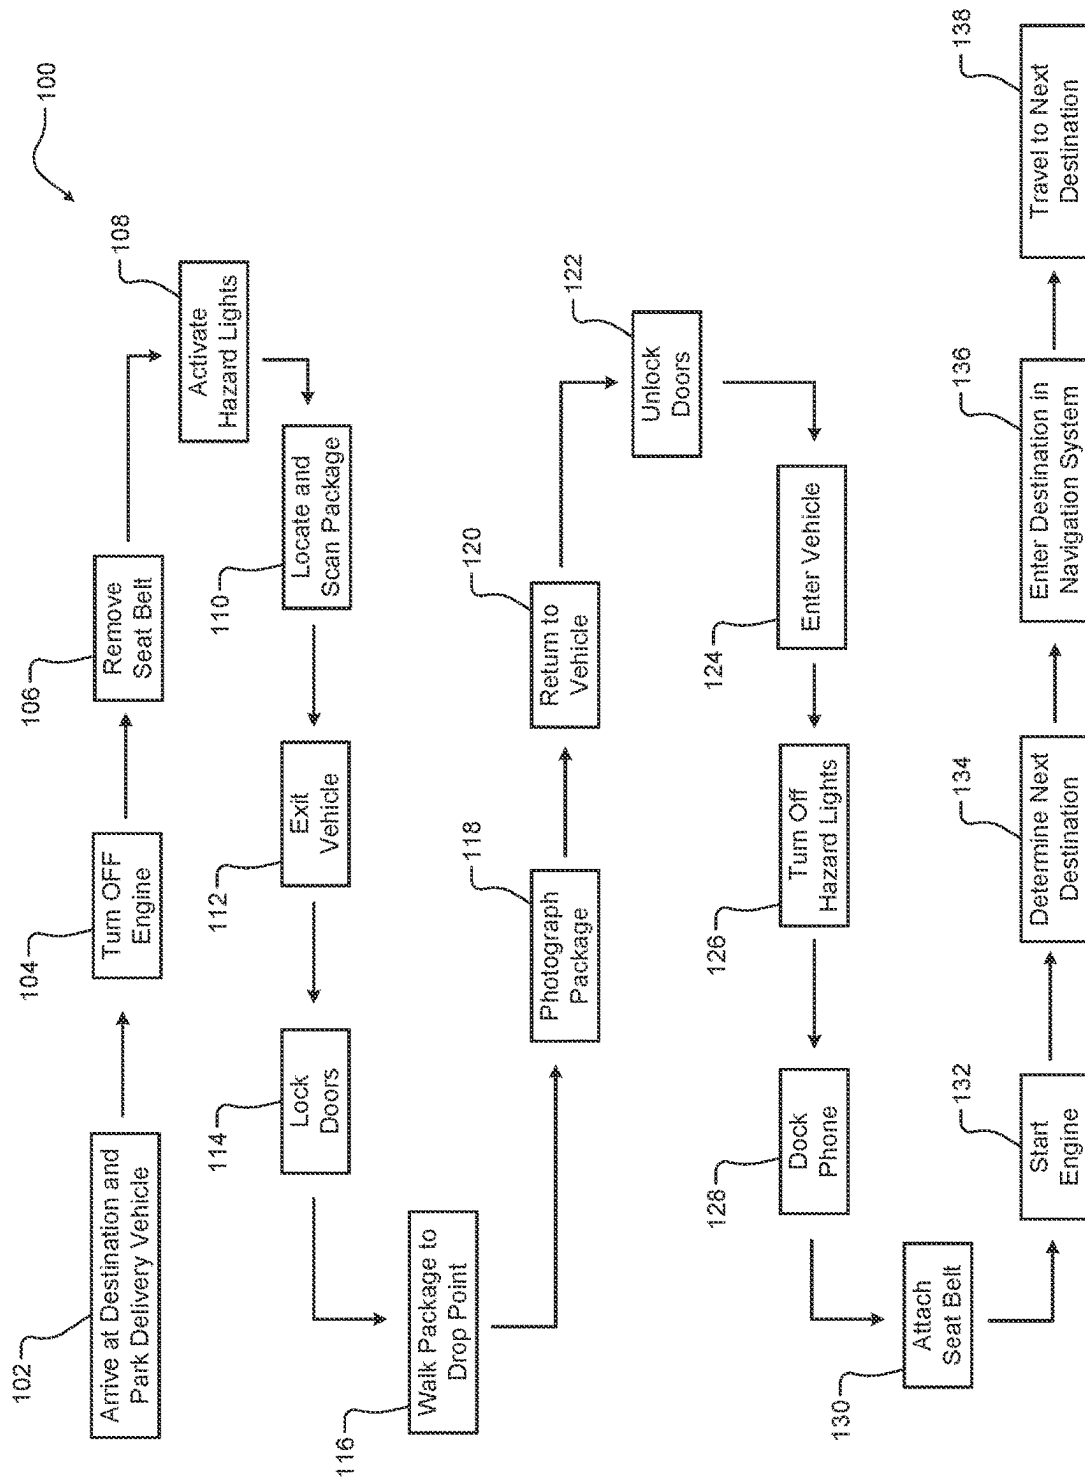 100
102
Arrive at Destination and
Park Delivery Vehicle
104
Turn OFF
Engine
106
Remove
Seat Belt
108
Activate
Hazard Lights
110
Locate and
Scan Package
112
Exit
Vehicle
114
Lock
Doors
116
Walk Package to
Drop Point
118
Photograph
Package
120
Return to
Vehicle
122
Unlock
Doors
124
Enter Vehicle
126
Turn Off
Hazard Lights
128
Dock
Phone
130
Attach
Seat Belt
132
Start
Engine
134
Determine Next
Destination
136
Enter Destination in
Navigation System
138
Travel to Next
Destination